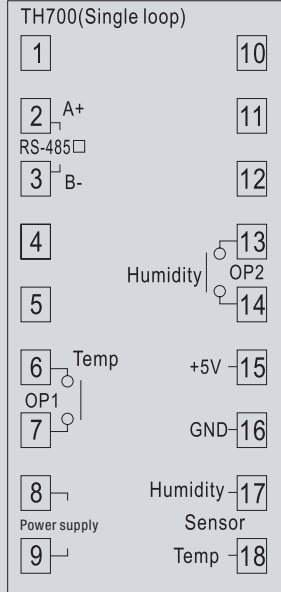 TH700(Single loop)
1 10
2 A+ 11
RS-485□
3 B- 12
4 13
Humidity OP2
5 14
6 Temp +5V 15
OP1
7 GND 16
8 Humidity 17
Power supply Sensor
9 Temp 18